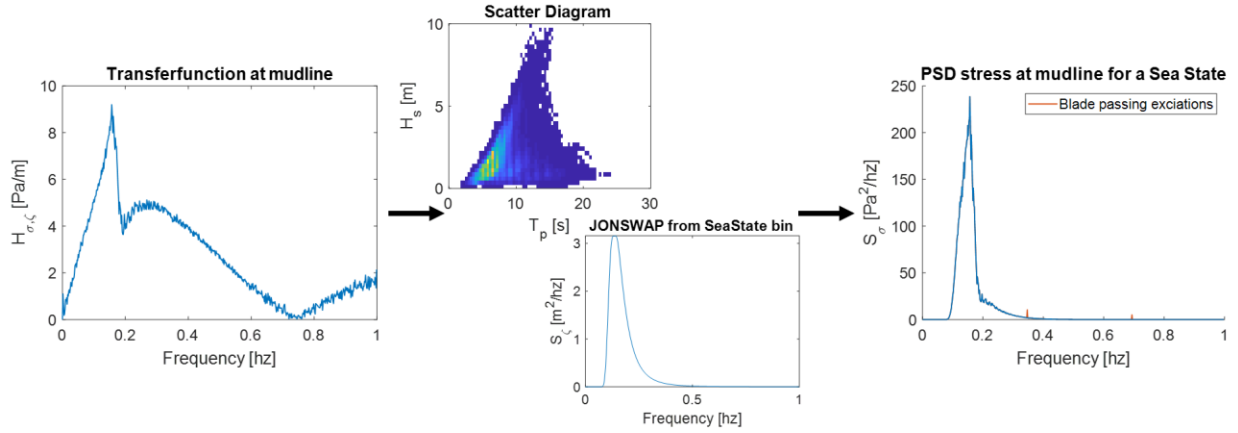 Transferfunction at mudline
H_σ,ζ [Pa/m]
10
8
6
4
2
0
0 0.2 0.4 0.6 0.8 1
Frequency [hz]
Scatter Diagram
H_s [m]
10
5
0
0 10 20 30
T_p [s]
JONSWAP from SeaState bin
S_ζ [m²/hz]
3
2
1
0
0 0.5 1
Frequency [hz]
PSD stress at mudline for a Sea State
Blade passing exciations
S_σ [Pa²/hz]
250
200
150
100
50
0
0 0.2 0.4 0.6 0.8 1
Frequency [hz]